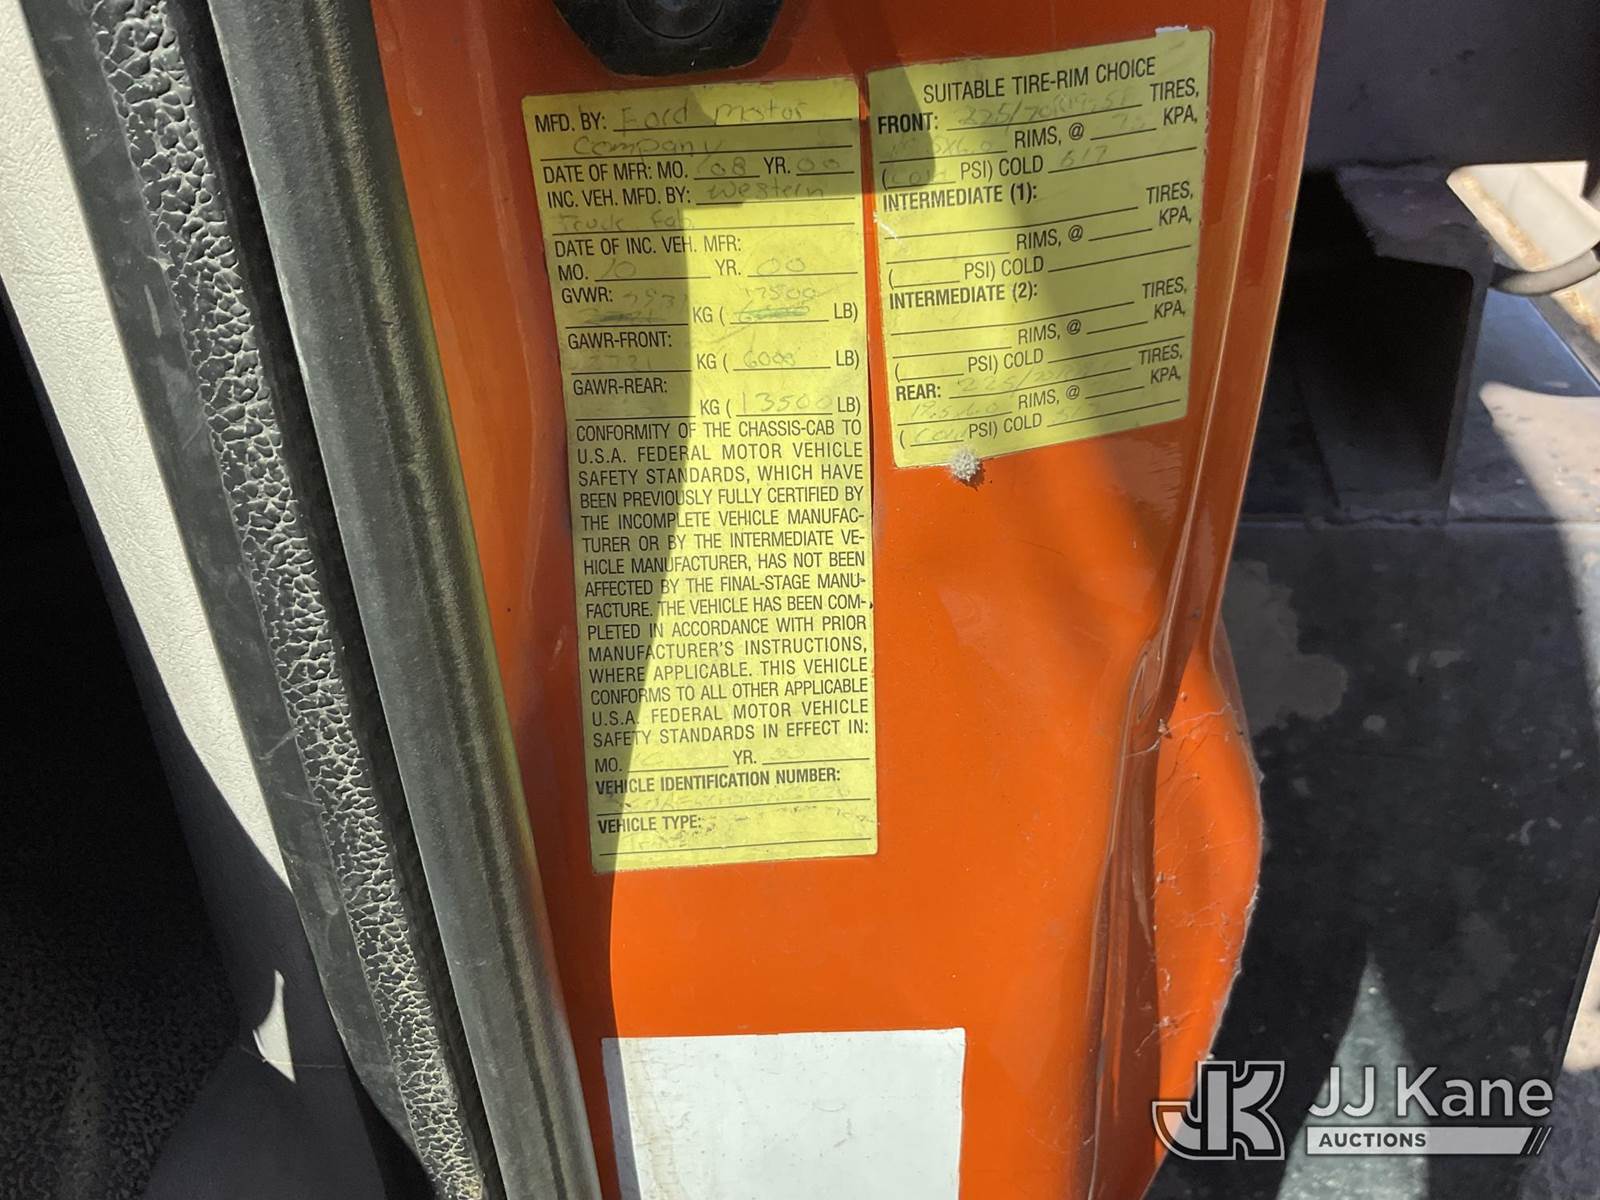 MFD. BY: Ford Motor
Company
DATE OF MFR: MO. 08 YR. 00
INC. VEH. MFD. BY: Western
Truck Fab
DATE OF INC. VEH. MFR:
MO. 10 YR. 00
GVWR: 17500
KG ( LB)
GAWR-FRONT:
KG ( 6000 LB)
GAWR-REAR:
KG ( 13500 LB)
CONFORMITY OF THE CHASSIS-CAB TO
U.S.A. FEDERAL MOTOR VEHICLE
SAFETY STANDARDS, WHICH HAVE
BEEN PREVIOUSLY FULLY CERTIFIED BY
THE INCOMPLETE VEHICLE MANUFAC-
TURER OR BY THE INTERMEDIATE VE-
HICLE MANUFACTURER, HAS NOT BEEN
AFFECTED BY THE FINAL-STAGE MANU-
FACTURE. THE VEHICLE HAS BEEN COM-
PLETED IN ACCORDANCE WITH PRIOR
MANUFACTURER'S INSTRUCTIONS,
WHERE APPLICABLE. THIS VEHICLE
CONFORMS TO ALL OTHER APPLICABLE
U.S.A. FEDERAL MOTOR VEHICLE
SAFETY STANDARDS IN EFFECT IN:
MO. YR.
VEHICLE IDENTIFICATION NUMBER:
VEHICLE TYPE:
SUITABLE TIRE-RIM CHOICE
FRONT: TIRES,
RIMS, @ KPA,
( PSI) COLD 617
INTERMEDIATE (1): TIRES,
RIMS, @ KPA,
( PSI) COLD
INTERMEDIATE (2): TIRES,
RIMS, @ KPA,
( PSI) COLD
REAR: TIRES,
19.5x6.0 RIMS, @ KPA,
( PSI) COLD
JK JJ Kane
AUCTIONS